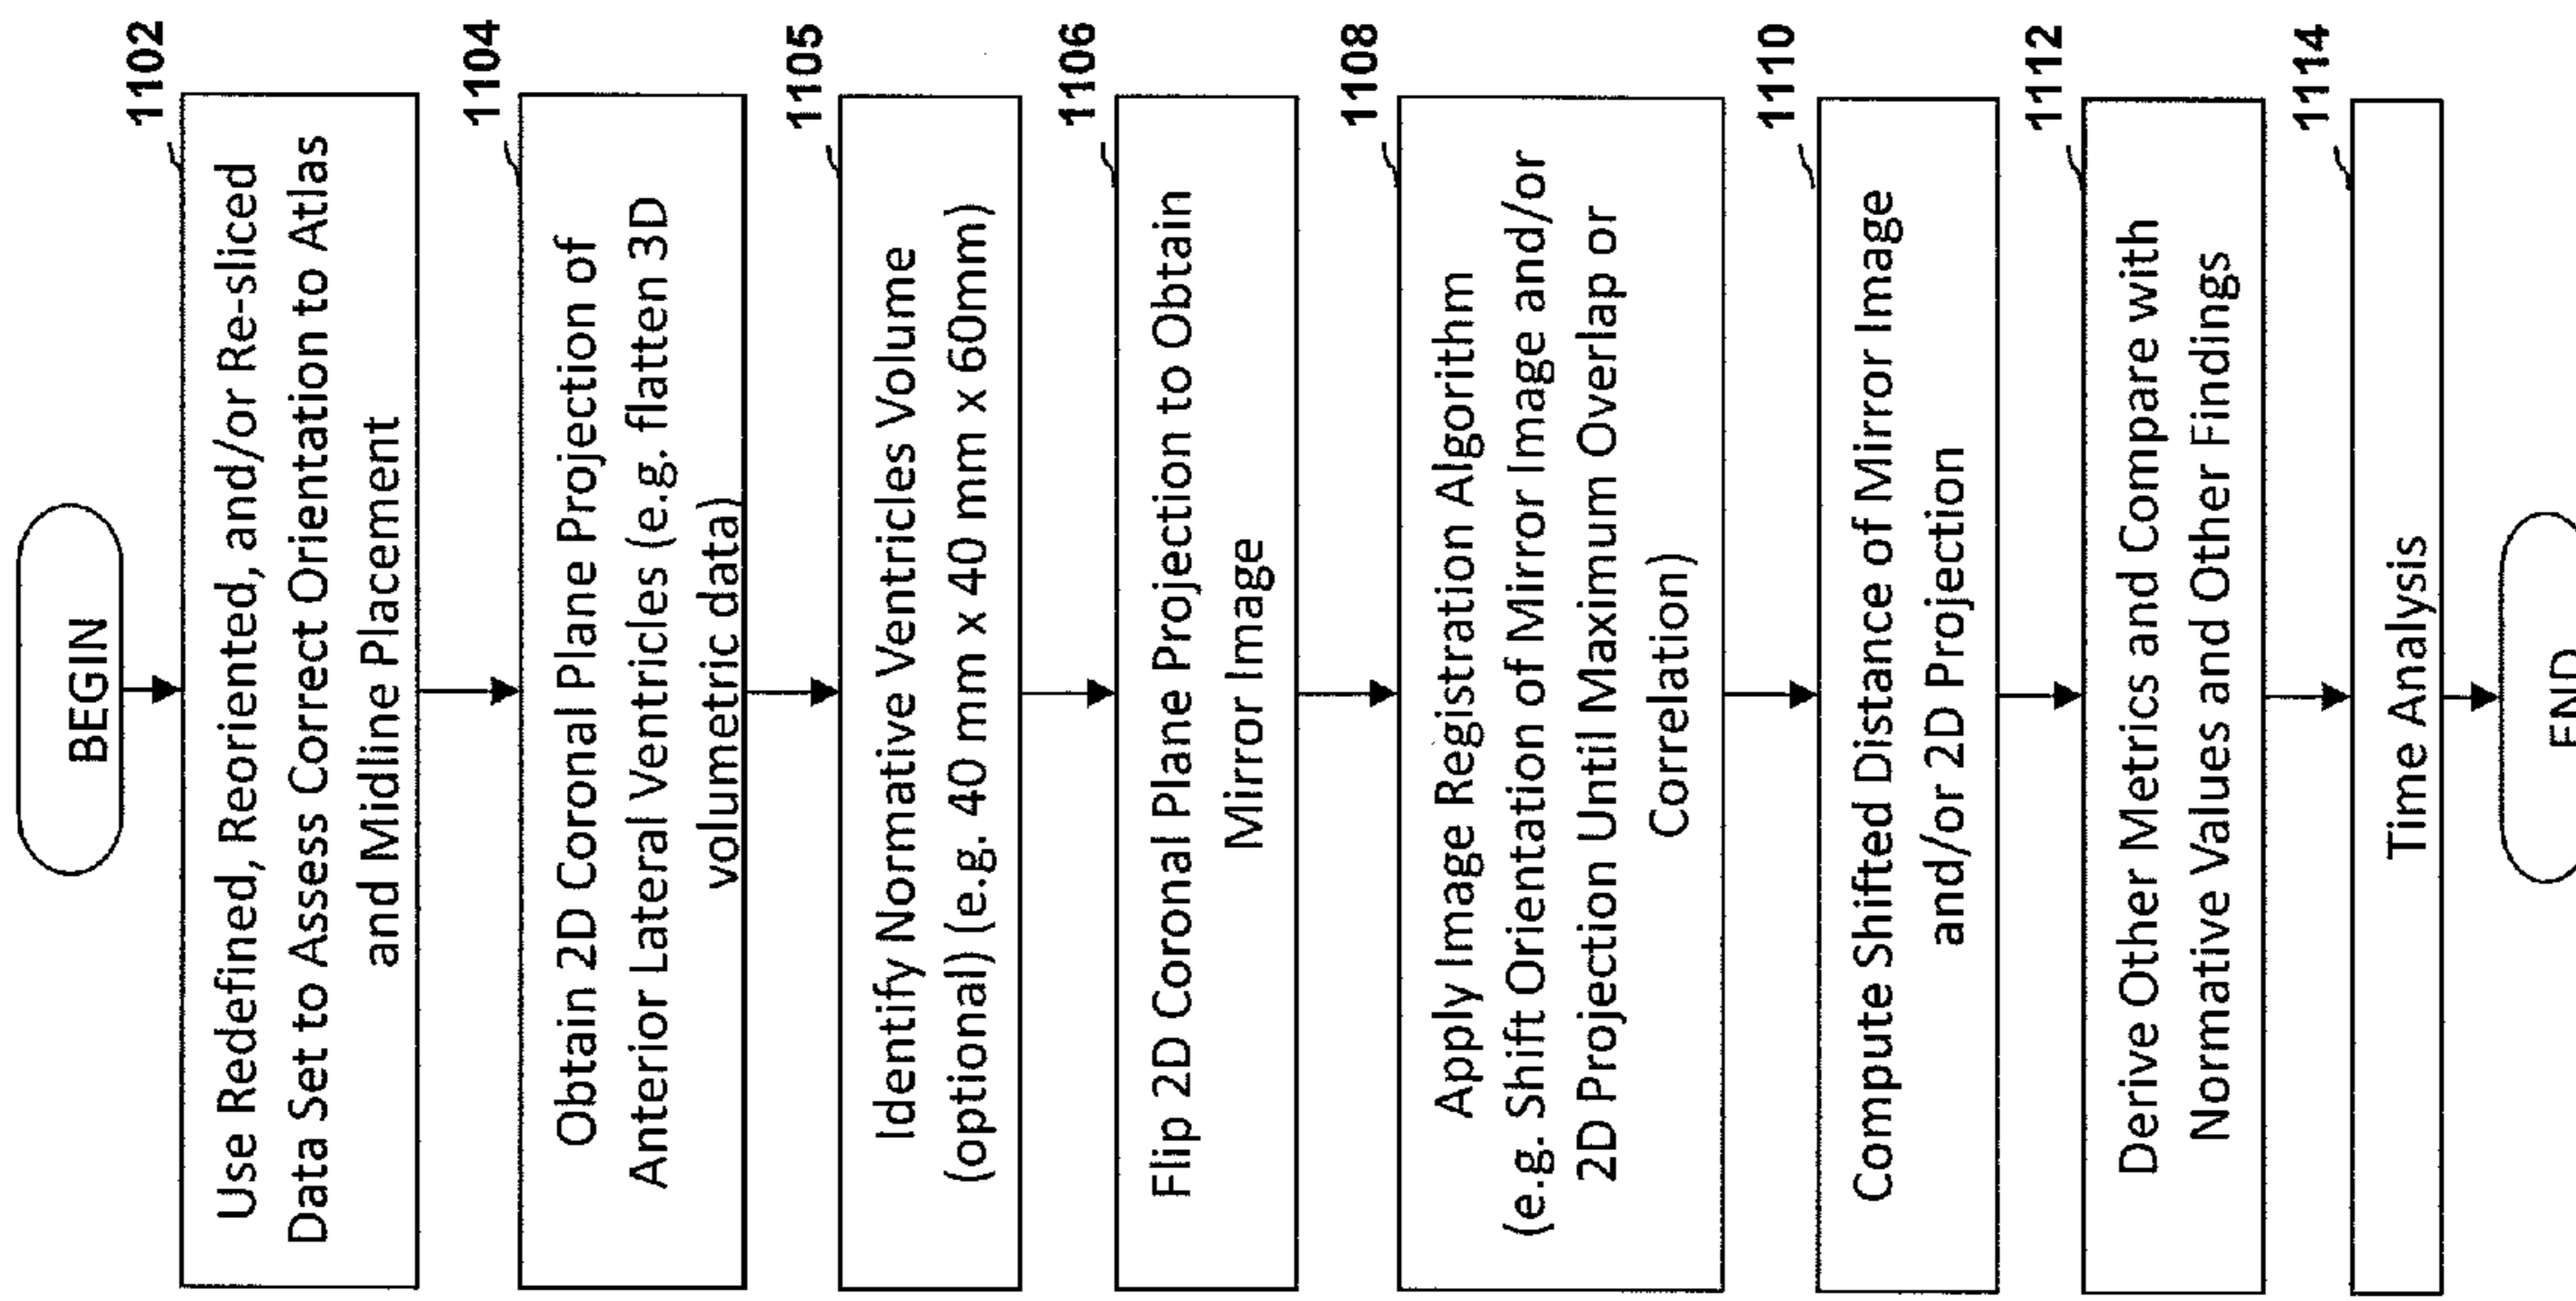 BEGIN
1102
Use Redefined, Reoriented, and/or Re-sliced
Data Set to Assess Correct Orientation to Atlas
and Midline Placement
1104
Obtain 2D Coronal Plane Projection of
Anterior Lateral Ventricles (e.g. flatten 3D
volumetric data)
1105
Identify Normative Ventricles Volume
(optional) (e.g. 40 mm x 40 mm x 60mm)
1106
Flip 2D Coronal Plane Projection to Obtain
Mirror Image
1108
Apply Image Registration Algorithm
(e.g. Shift Orientation of Mirror Image and/or
2D Projection Until Maximum Overlap or
Correlation)
1110
Compute Shifted Distance of Mirror Image
and/or 2D Projection
1112
Derive Other Metrics and Compare with
Normative Values and Other Findings
1114
Time Analysis
END